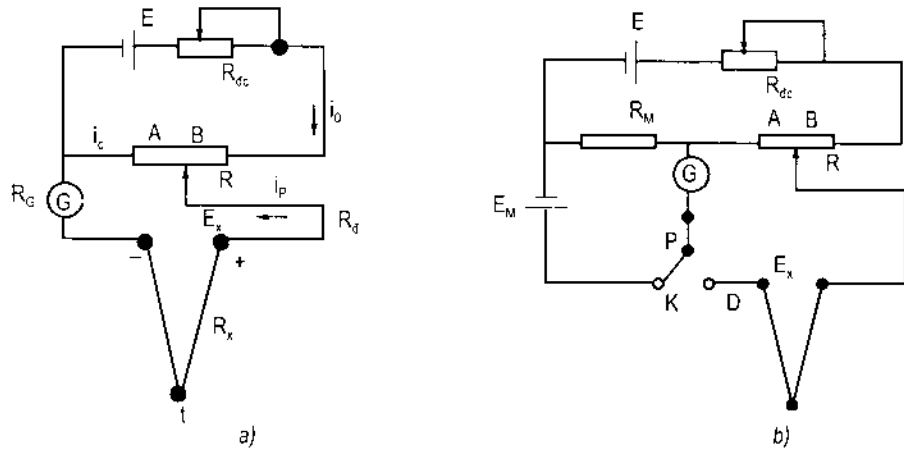 E
R_dc
i_0
i_c
A
B
R
i_p
R_G
G
E_x
R_d
−
+
R_x
t
a)
E
R_dc
R_M
A
B
R
G
E_M
P
E_x
K
D
b)